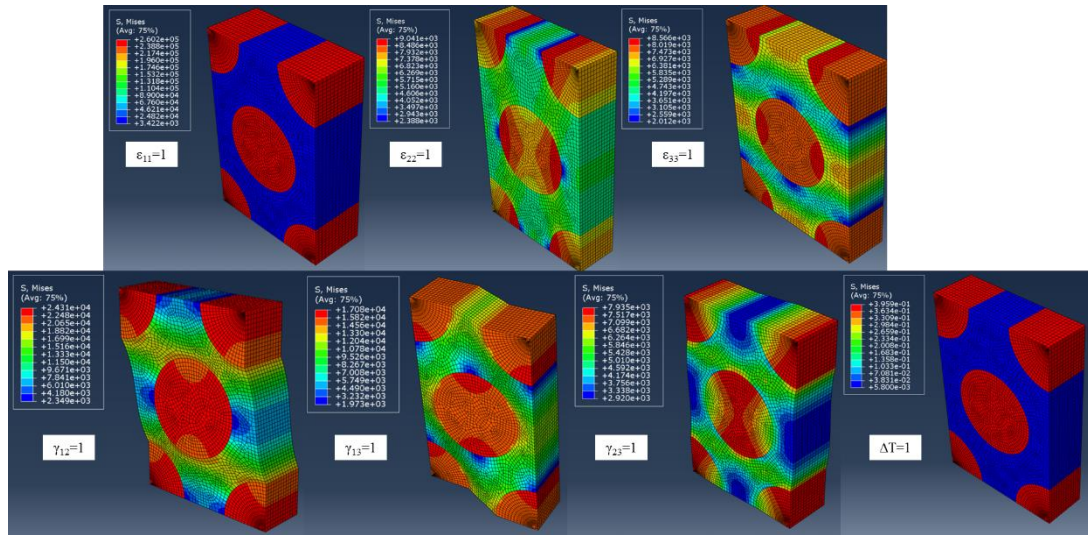 S, Mises
(Avg: 75%)
+2.602e+05
+2.388e+05
+2.174e+05
+1.960e+05
+1.746e+05
+1.532e+05
+1.318e+05
+1.104e+05
+8.900e+04
+6.760e+04
+4.621e+04
+2.482e+04
+3.422e+03
ε11=1
S, Mises
(Avg: 75%)
+9.041e+03
+8.486e+03
+7.932e+03
+7.378e+03
+6.823e+03
+6.269e+03
+5.715e+03
+5.160e+03
+4.606e+03
+4.052e+03
+3.497e+03
+2.943e+03
+2.388e+03
ε22=1
S, Mises
(Avg: 75%)
+8.566e+03
+8.019e+03
+7.473e+03
+6.927e+03
+6.381e+03
+5.835e+03
+5.289e+03
+4.743e+03
+4.197e+03
+3.651e+03
+3.105e+03
+2.559e+03
+2.012e+03
ε33=1
S, Mises
(Avg: 75%)
+2.431e+04
+2.248e+04
+2.065e+04
+1.882e+04
+1.699e+04
+1.516e+04
+1.333e+04
+1.150e+04
+9.671e+03
+7.841e+03
+6.010e+03
+4.180e+03
+2.349e+03
γ12=1
S, Mises
(Avg: 75%)
+1.708e+04
+1.582e+04
+1.456e+04
+1.330e+04
+1.204e+04
+1.078e+04
+9.526e+03
+8.267e+03
+7.008e+03
+5.749e+03
+4.490e+03
+3.232e+03
+1.973e+03
γ13=1
S, Mises
(Avg: 75%)
+7.935e+03
+7.517e+03
+7.099e+03
+6.682e+03
+6.264e+03
+5.846e+03
+5.428e+03
+5.010e+03
+4.592e+03
+4.174e+03
+3.756e+03
+3.338e+03
+2.920e+03
γ23=1
S, Mises
(Avg: 75%)
+3.959e-01
+3.634e-01
+3.309e-01
+2.984e-01
+2.659e-01
+2.334e-01
+2.008e-01
+1.683e-01
+1.358e-01
+1.033e-01
+7.081e-02
+3.831e-02
+5.800e-03
ΔT=1